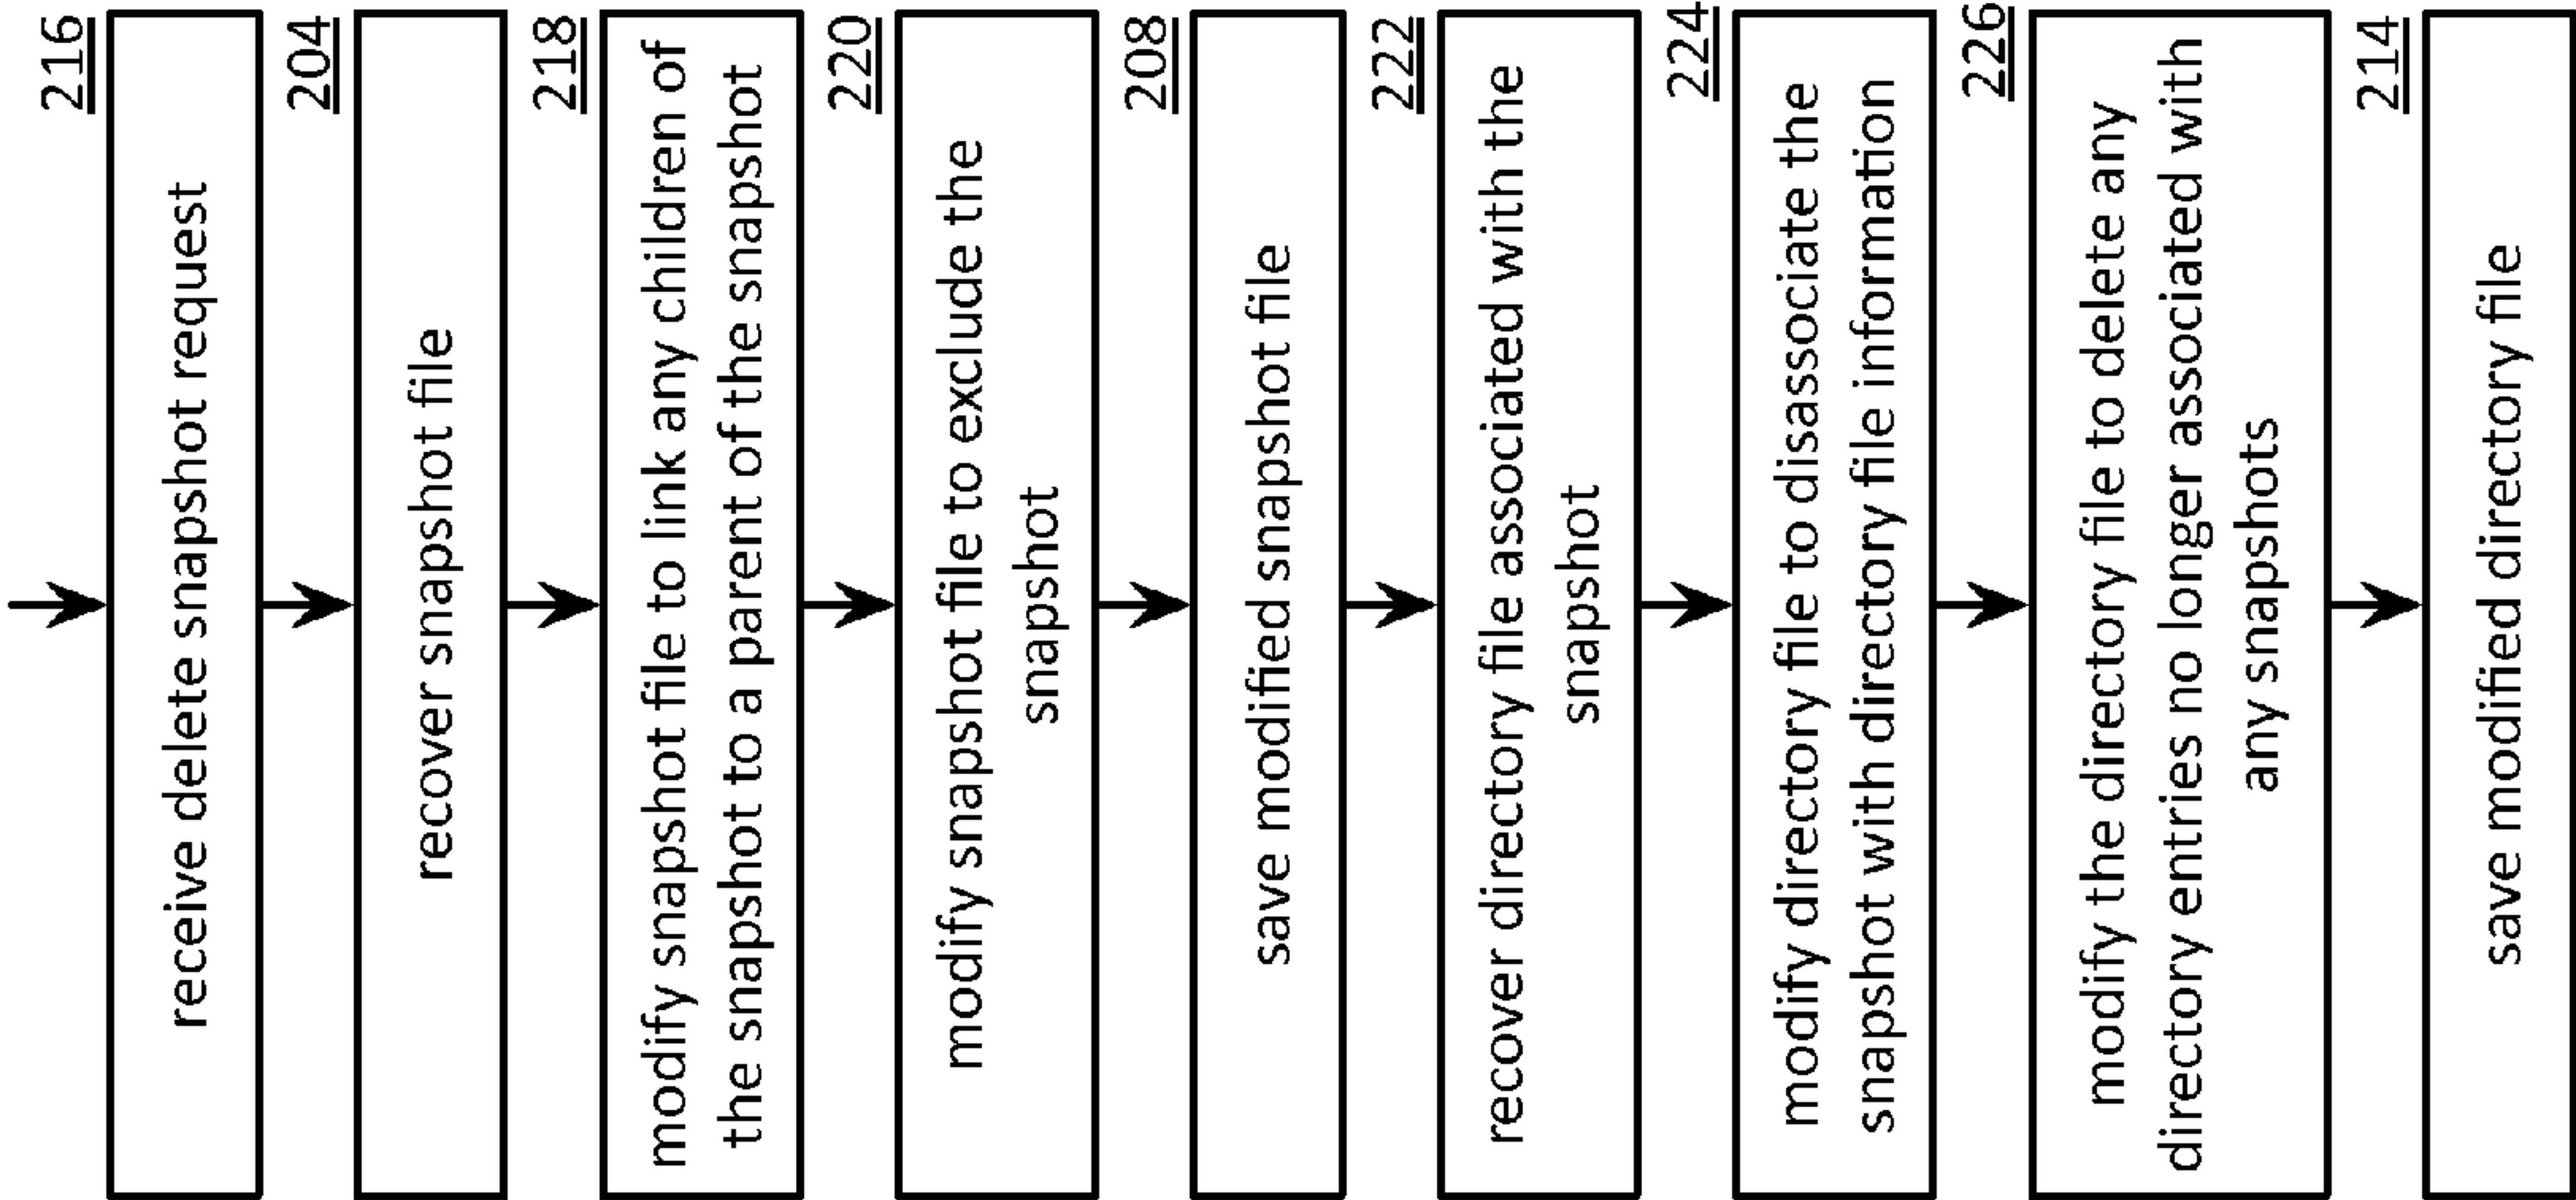 216
receive delete snapshot request
204
recover snapshot file
218
modify snapshot file to link any children of
the snapshot to a parent of the snapshot
220
modify snapshot file to exclude the
snapshot
208
save modified snapshot file
222
recover directory file associated with the
snapshot
224
modify directory file to disassociate the
snapshot with directory file information
226
modify the directory file to delete any
directory entries no longer associated with
any snapshots
214
save modified directory file